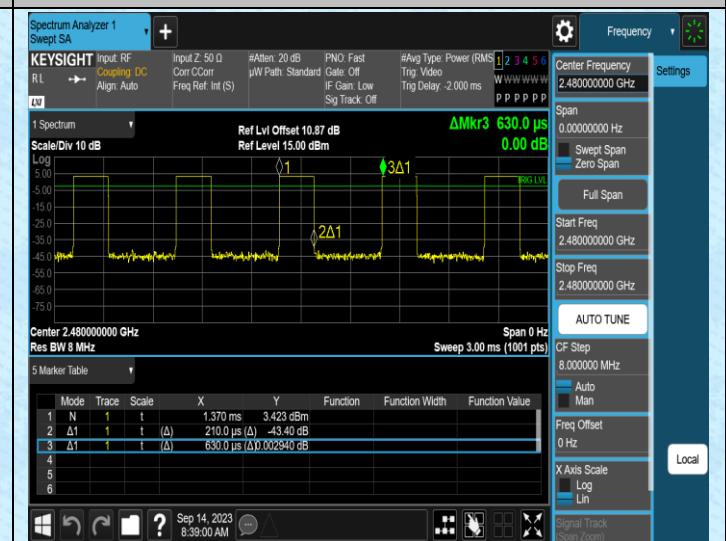 Spectrum Analyzer 1
Swept SA
+
Frequency
KEYSIGHT
Input: RF
Input Z: 50 Ω
#Atten: 20 dB
PNO: Fast
#Avg Type: Power (RMS
1 2 3 4 5 6
RL
Coupling: DC
Corr CCorr
µW Path: Standard
Gate: Off
Trig: Video
Align: Auto
Freq Ref: Int (S)
IF Gain: Low
Trig Delay: -2.000 ms
W W W W W W
Sig Track: Off
P P P P P P
LXI
Center Frequency
2.480000000 GHz
Settings
1 Spectrum
Scale/Div 10 dB
Ref Lvl Offset 10.87 dB
Ref Level 15.00 dBm
ΔMkr3 630.0 µs
0.00 dB
Log
5.00
-5.00
-15.0
-25.0
-35.0
-45.0
-55.0
-65.0
-75.0
1
3Δ1
TRIG LVL
2Δ1
Center 2.480000000 GHz
Res BW 8 MHz
Span 0 Hz
Sweep 3.00 ms (1001 pts)
Span
0.00000000 Hz
Swept Span
Zero Span
Full Span
Start Freq
2.480000000 GHz
Stop Freq
2.480000000 GHz
AUTO TUNE
CF Step
8.000000 MHz
Auto
Man
Freq Offset
0 Hz
X Axis Scale
Log
Lin
Signal Track
(Span Zoom)
Local
5 Marker Table
Mode Trace Scale X Y Function Function Width Function Value
1 N 1 t 1.370 ms 3.423 dBm
2 Δ1 1 t (Δ) 210.0 µs (Δ) -43.40 dB
3 Δ1 1 t (Δ) 630.0 µs (Δ) 0.002940 dB
4
5
6
?
Sep 14, 2023
8:39:00 AM